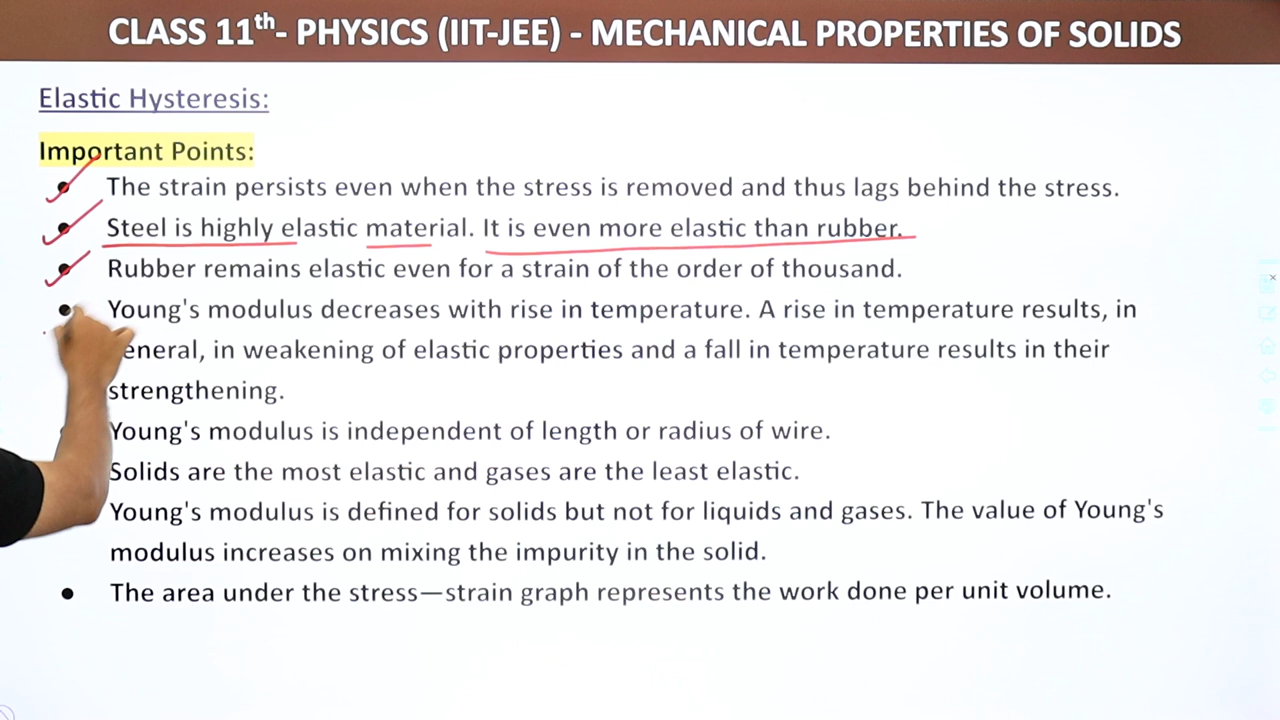 CLASS 11th- PHYSICS (IIT-JEE) - MECHANICAL PROPERTIES OF SOLIDS
Elastic Hysteresis:
Important Points:
● The strain persists even when the stress is removed and thus lags behind the stress.
● Steel is highly elastic material. It is even more elastic than rubber.
● Rubber remains elastic even for a strain of the order of thousand.
● Young's modulus decreases with rise in temperature. A rise in temperature results, in
eneral, in weakening of elastic properties and a fall in temperature results in their
strengthening.
Young's modulus is independent of length or radius of wire.
Solids are the most elastic and gases are the least elastic.
Young's modulus is defined for solids but not for liquids and gases. The value of Young's
modulus increases on mixing the impurity in the solid.
● The area under the stress—strain graph represents the work done per unit volume.